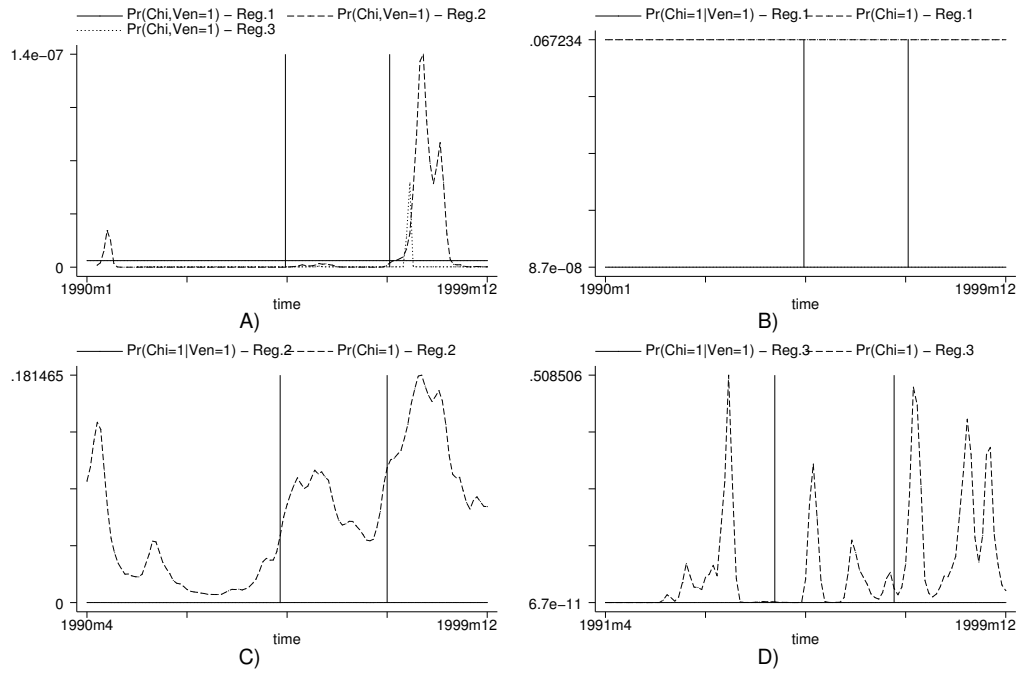 Pr(Chi,Ven=1) – Reg.1 Pr(Chi,Ven=1) – Reg.2
Pr(Chi,Ven=1) – Reg.3
1.4e–07
0
1990m1 1999m12
time
A)
Pr(Chi=1|Ven=1) – Reg.1 Pr(Chi=1) – Reg.1
.067234
8.7e–08
1990m1 1999m12
time
B)
Pr(Chi=1|Ven=1) – Reg.2 Pr(Chi=1) – Reg.2
.181465
0
1990m4 1999m12
time
C)
Pr(Chi=1|Ven=1) – Reg.3 Pr(Chi=1) – Reg.3
.508506
6.7e–11
1991m4 1999m12
time
D)